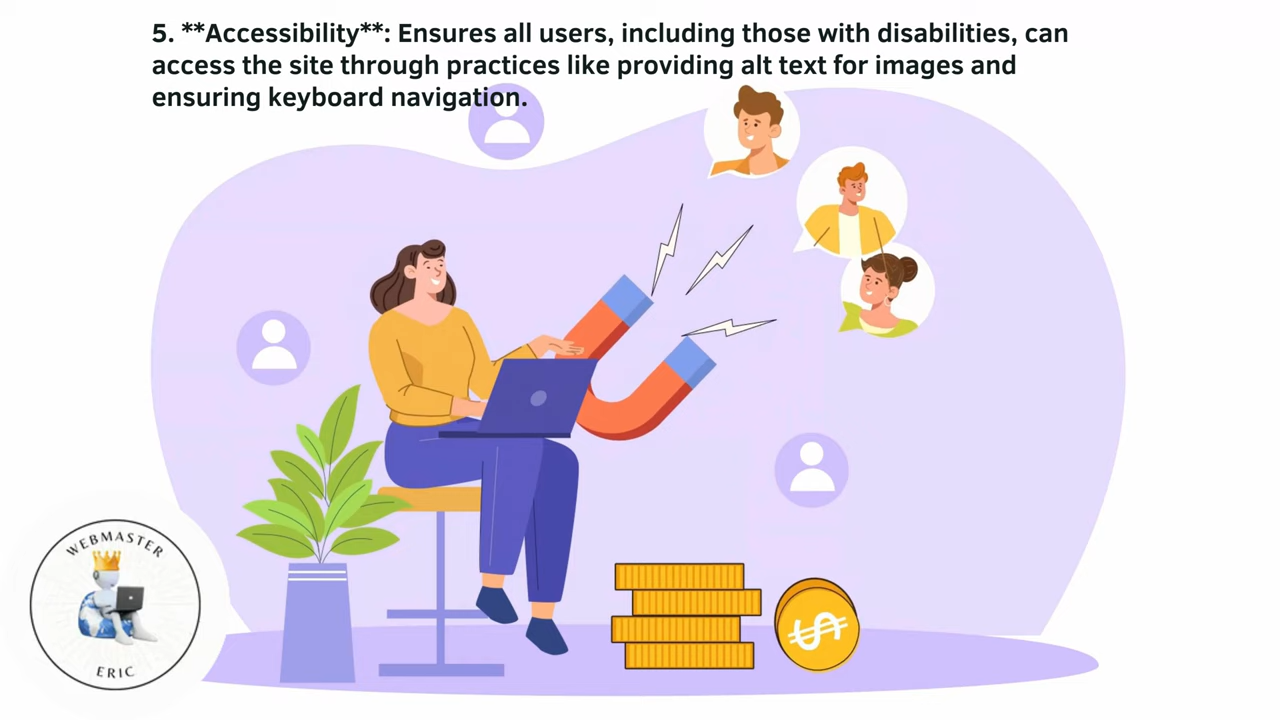 5. **Accessibility**: Ensures all users, including those with disabilities, can
access the site through practices like providing alt text for images and
ensuring keyboard navigation.
WEBMASTER
ERIC
$